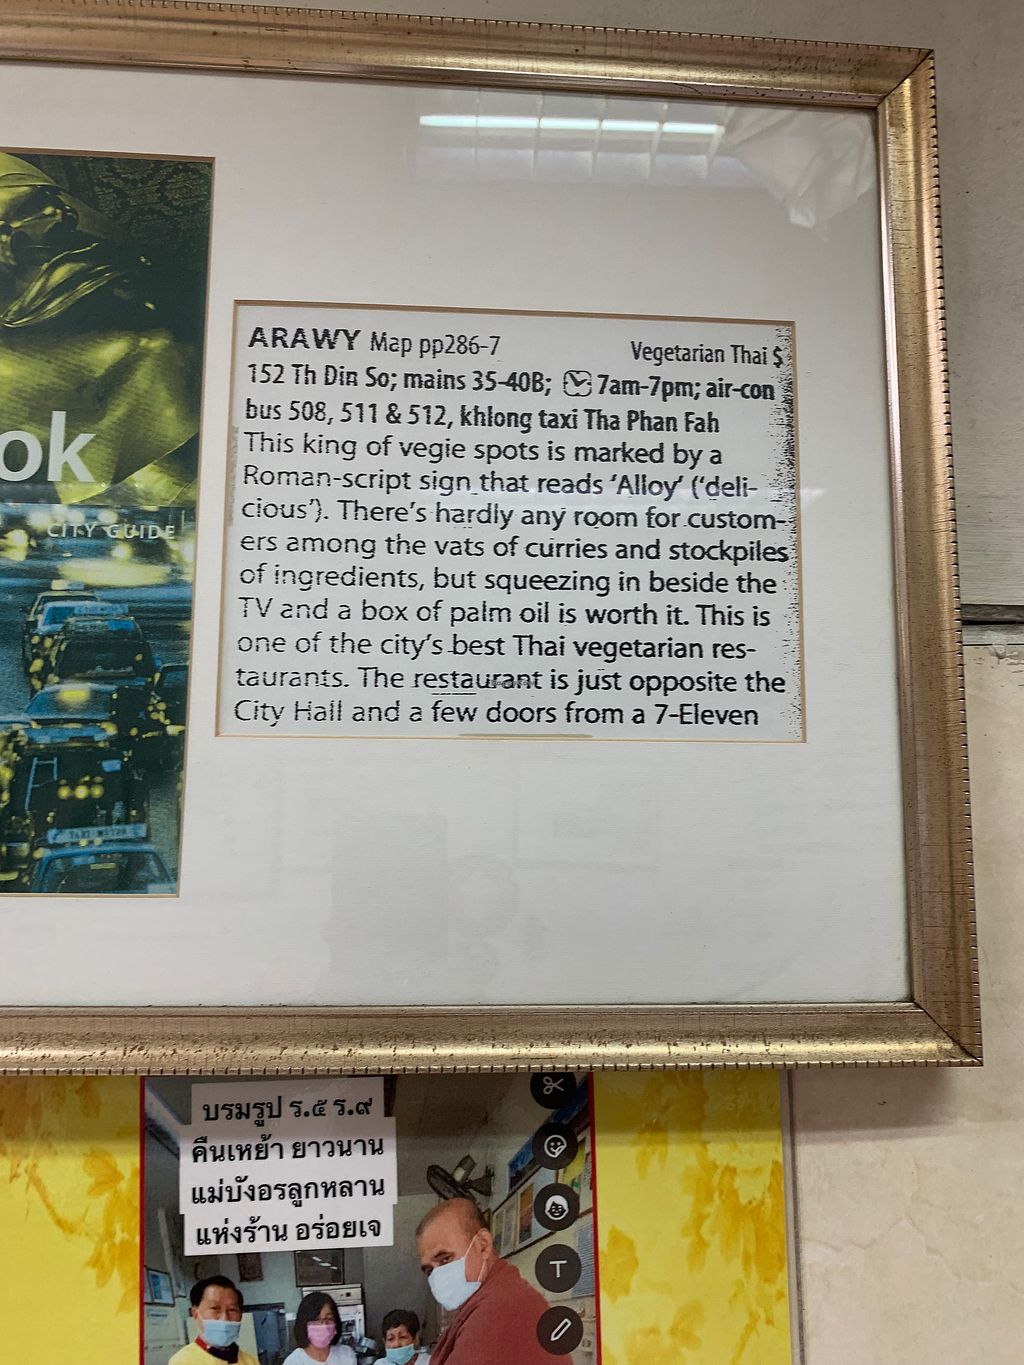 ok
CITY GUIDE
TAXI METER
ARAWY Map pp286-7 Vegetarian Thai $
152 Th Din So; mains 35-40B; 7am-7pm; air-con
bus 508, 511 & 512, khlong taxi Tha Phan Fah
This king of vegie spots is marked by a
Roman-script sign that reads ‘Alloy’ (‘deli-
cious’). There’s hardly any room for custom-
ers among the vats of curries and stockpiles
of ingredients, but squeezing in beside the
TV and a box of palm oil is worth it. This is
one of the city’s best Thai vegetarian res-
taurants. The restaurant is just opposite the
City Hall and a few doors from a 7-Eleven
บรมรูป ร.๕ ร.๙
คืนเหย้า ยาวนาน
แม่บังอรลูกหลาน
แห่งร้าน อร่อยเจ
T